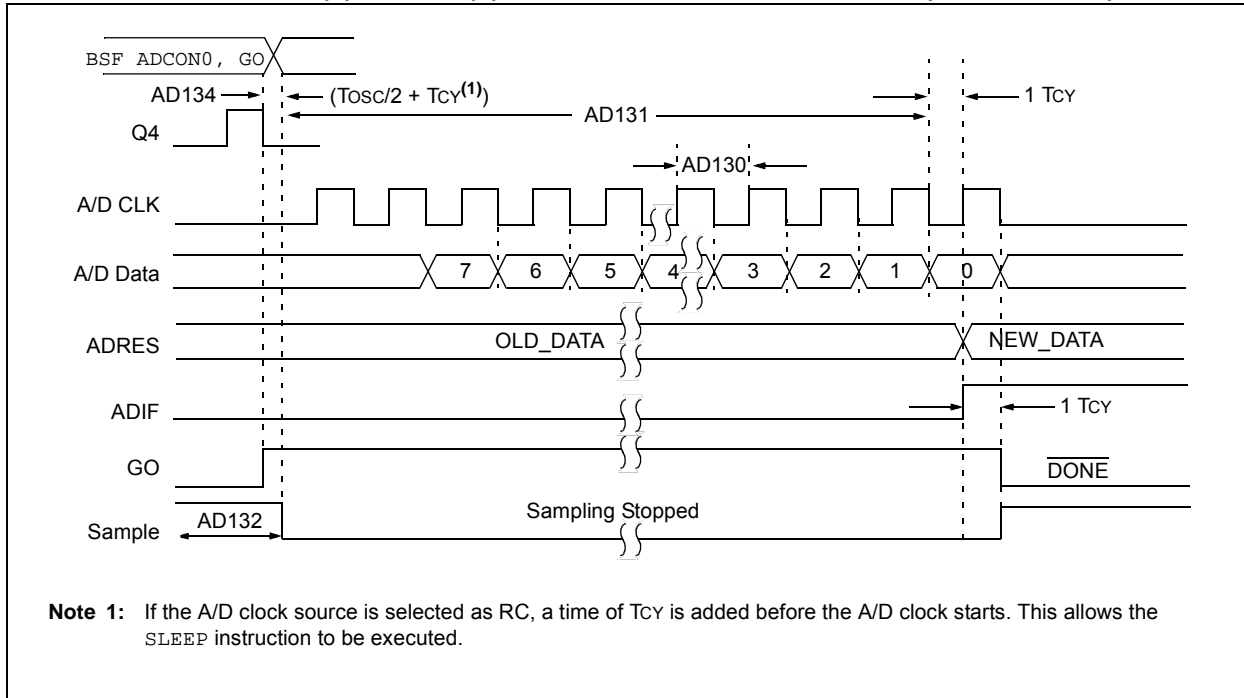 BSF ADCON0, GO
AD134
(TOSC/2 + TCY(1))
1 TCY
AD131
Q4
AD130
A/D CLK
A/D Data
7 6 5 4 3 2 1 0
ADRES
OLD_DATA
NEW_DATA
ADIF
1 TCY
GO
DONE
Sample
AD132
Sampling Stopped
Note 1: If the A/D clock source is selected as RC, a time of TCY is added before the A/D clock starts. This allows the
SLEEP instruction to be executed.